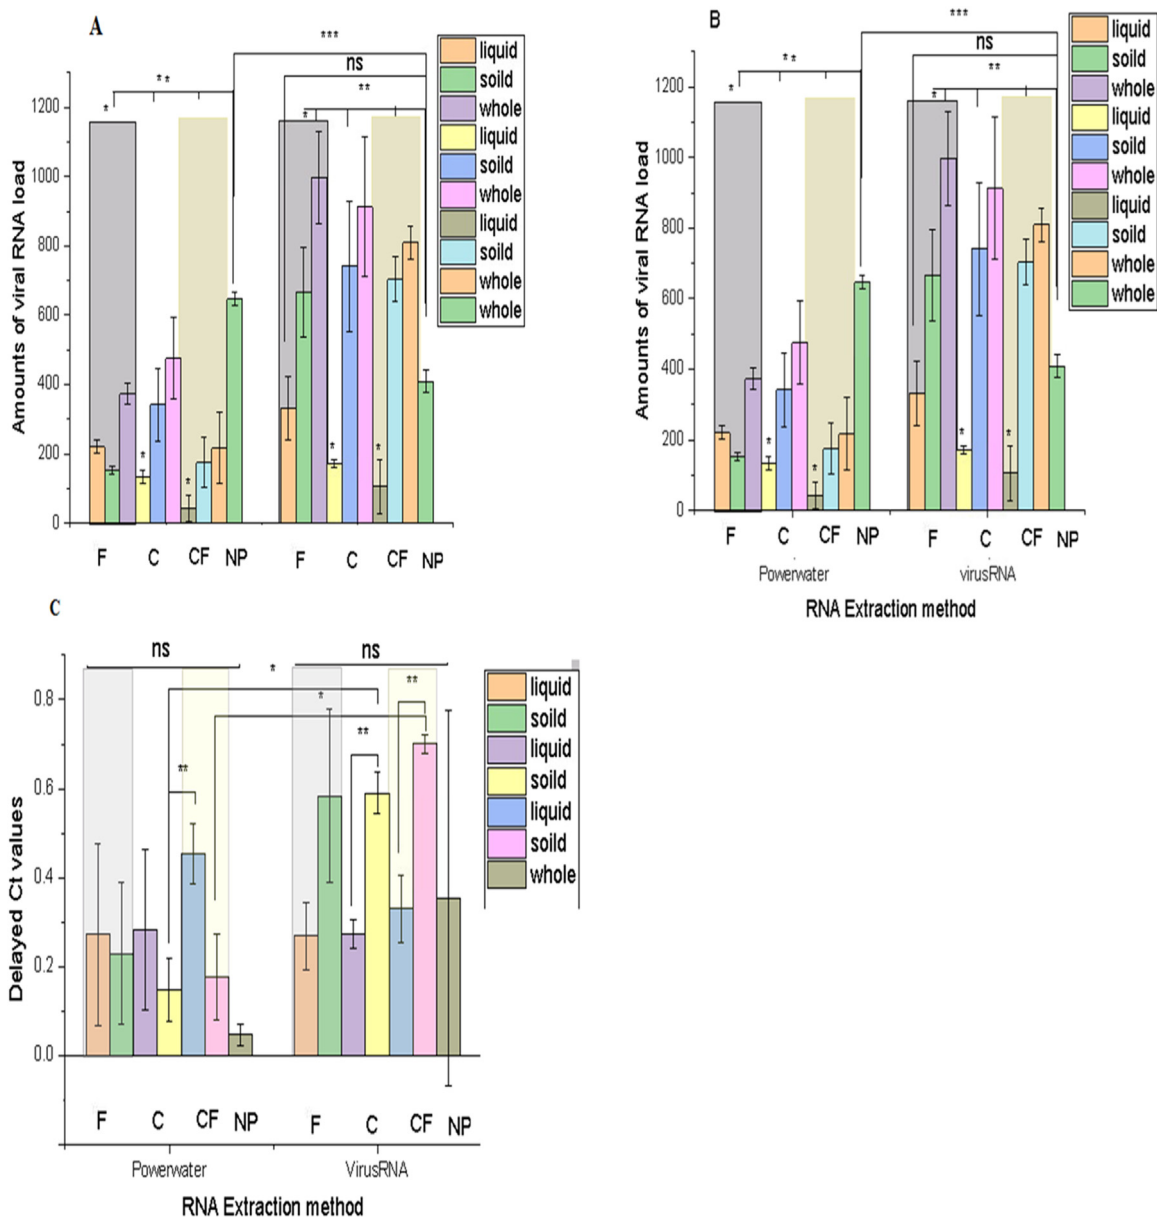 A
***
ns
**
**
*
*
*
*
*
*
1200
1000
800
600
400
200
0
Amounts of viral RNA load
F C CF NP F C CF NP
liquid
soild
whole
liquid
soild
whole
liquid
soild
whole
whole
B
***
ns
**
**
*
*
*
*
*
*
1200
1000
800
600
400
200
0
Amounts of viral RNA load
F C CF NP F C CF NP
Powerwater virusRNA
RNA Extraction method
liquid
soild
whole
liquid
soild
whole
liquid
soild
whole
whole
C
ns ns
*
*
**
**
**
0.8
0.6
0.4
0.2
0.0
Delayed Ct values
F C CF NP F C CF NP
Powerwater VirusRNA
RNA Extraction method
liquid
soild
liquid
soild
liquid
soild
whole